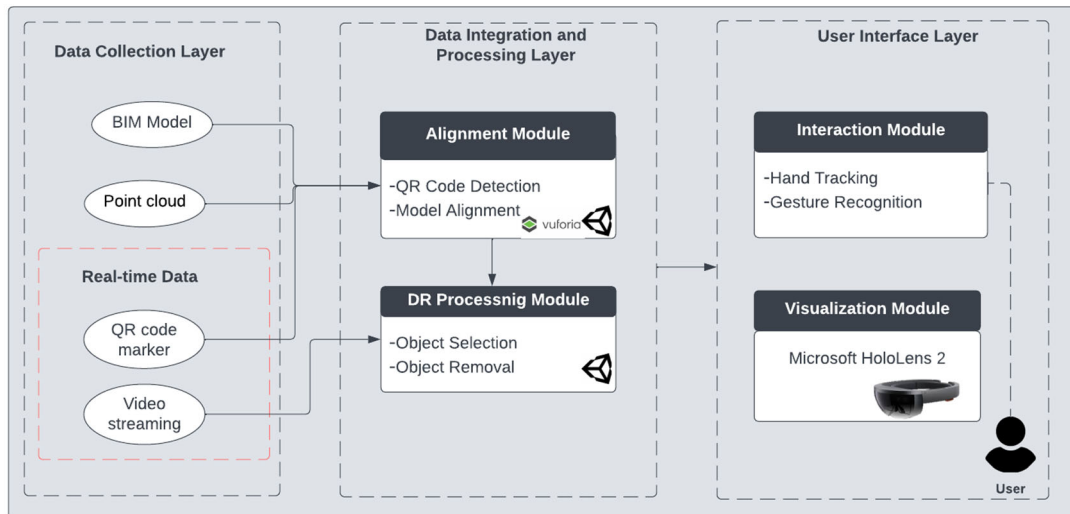 Data Collection Layer
BIM Model
Point cloud
Real-time Data
QR code
marker
Video
streaming
Data Integration and
Processing Layer
Alignment Module
-QR Code Detection
-Model Alignment
vuforia
DR Processnig Module
-Object Selection
-Object Removal
User Interface Layer
Interaction Module
-Hand Tracking
-Gesture Recognition
Visualization Module
Microsoft HoloLens 2
User